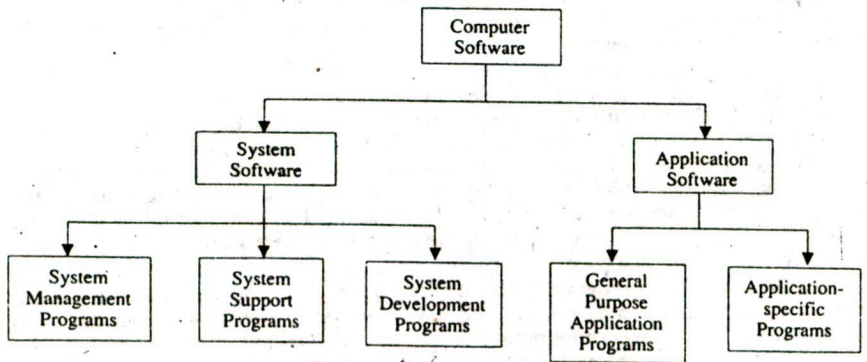 Computer
Software
System
Software
Application
Software
System
Management
Programs
System
Support
Programs
System
Development
Programs
General
Purpose
Application
Programs
Application-
specific
Programs